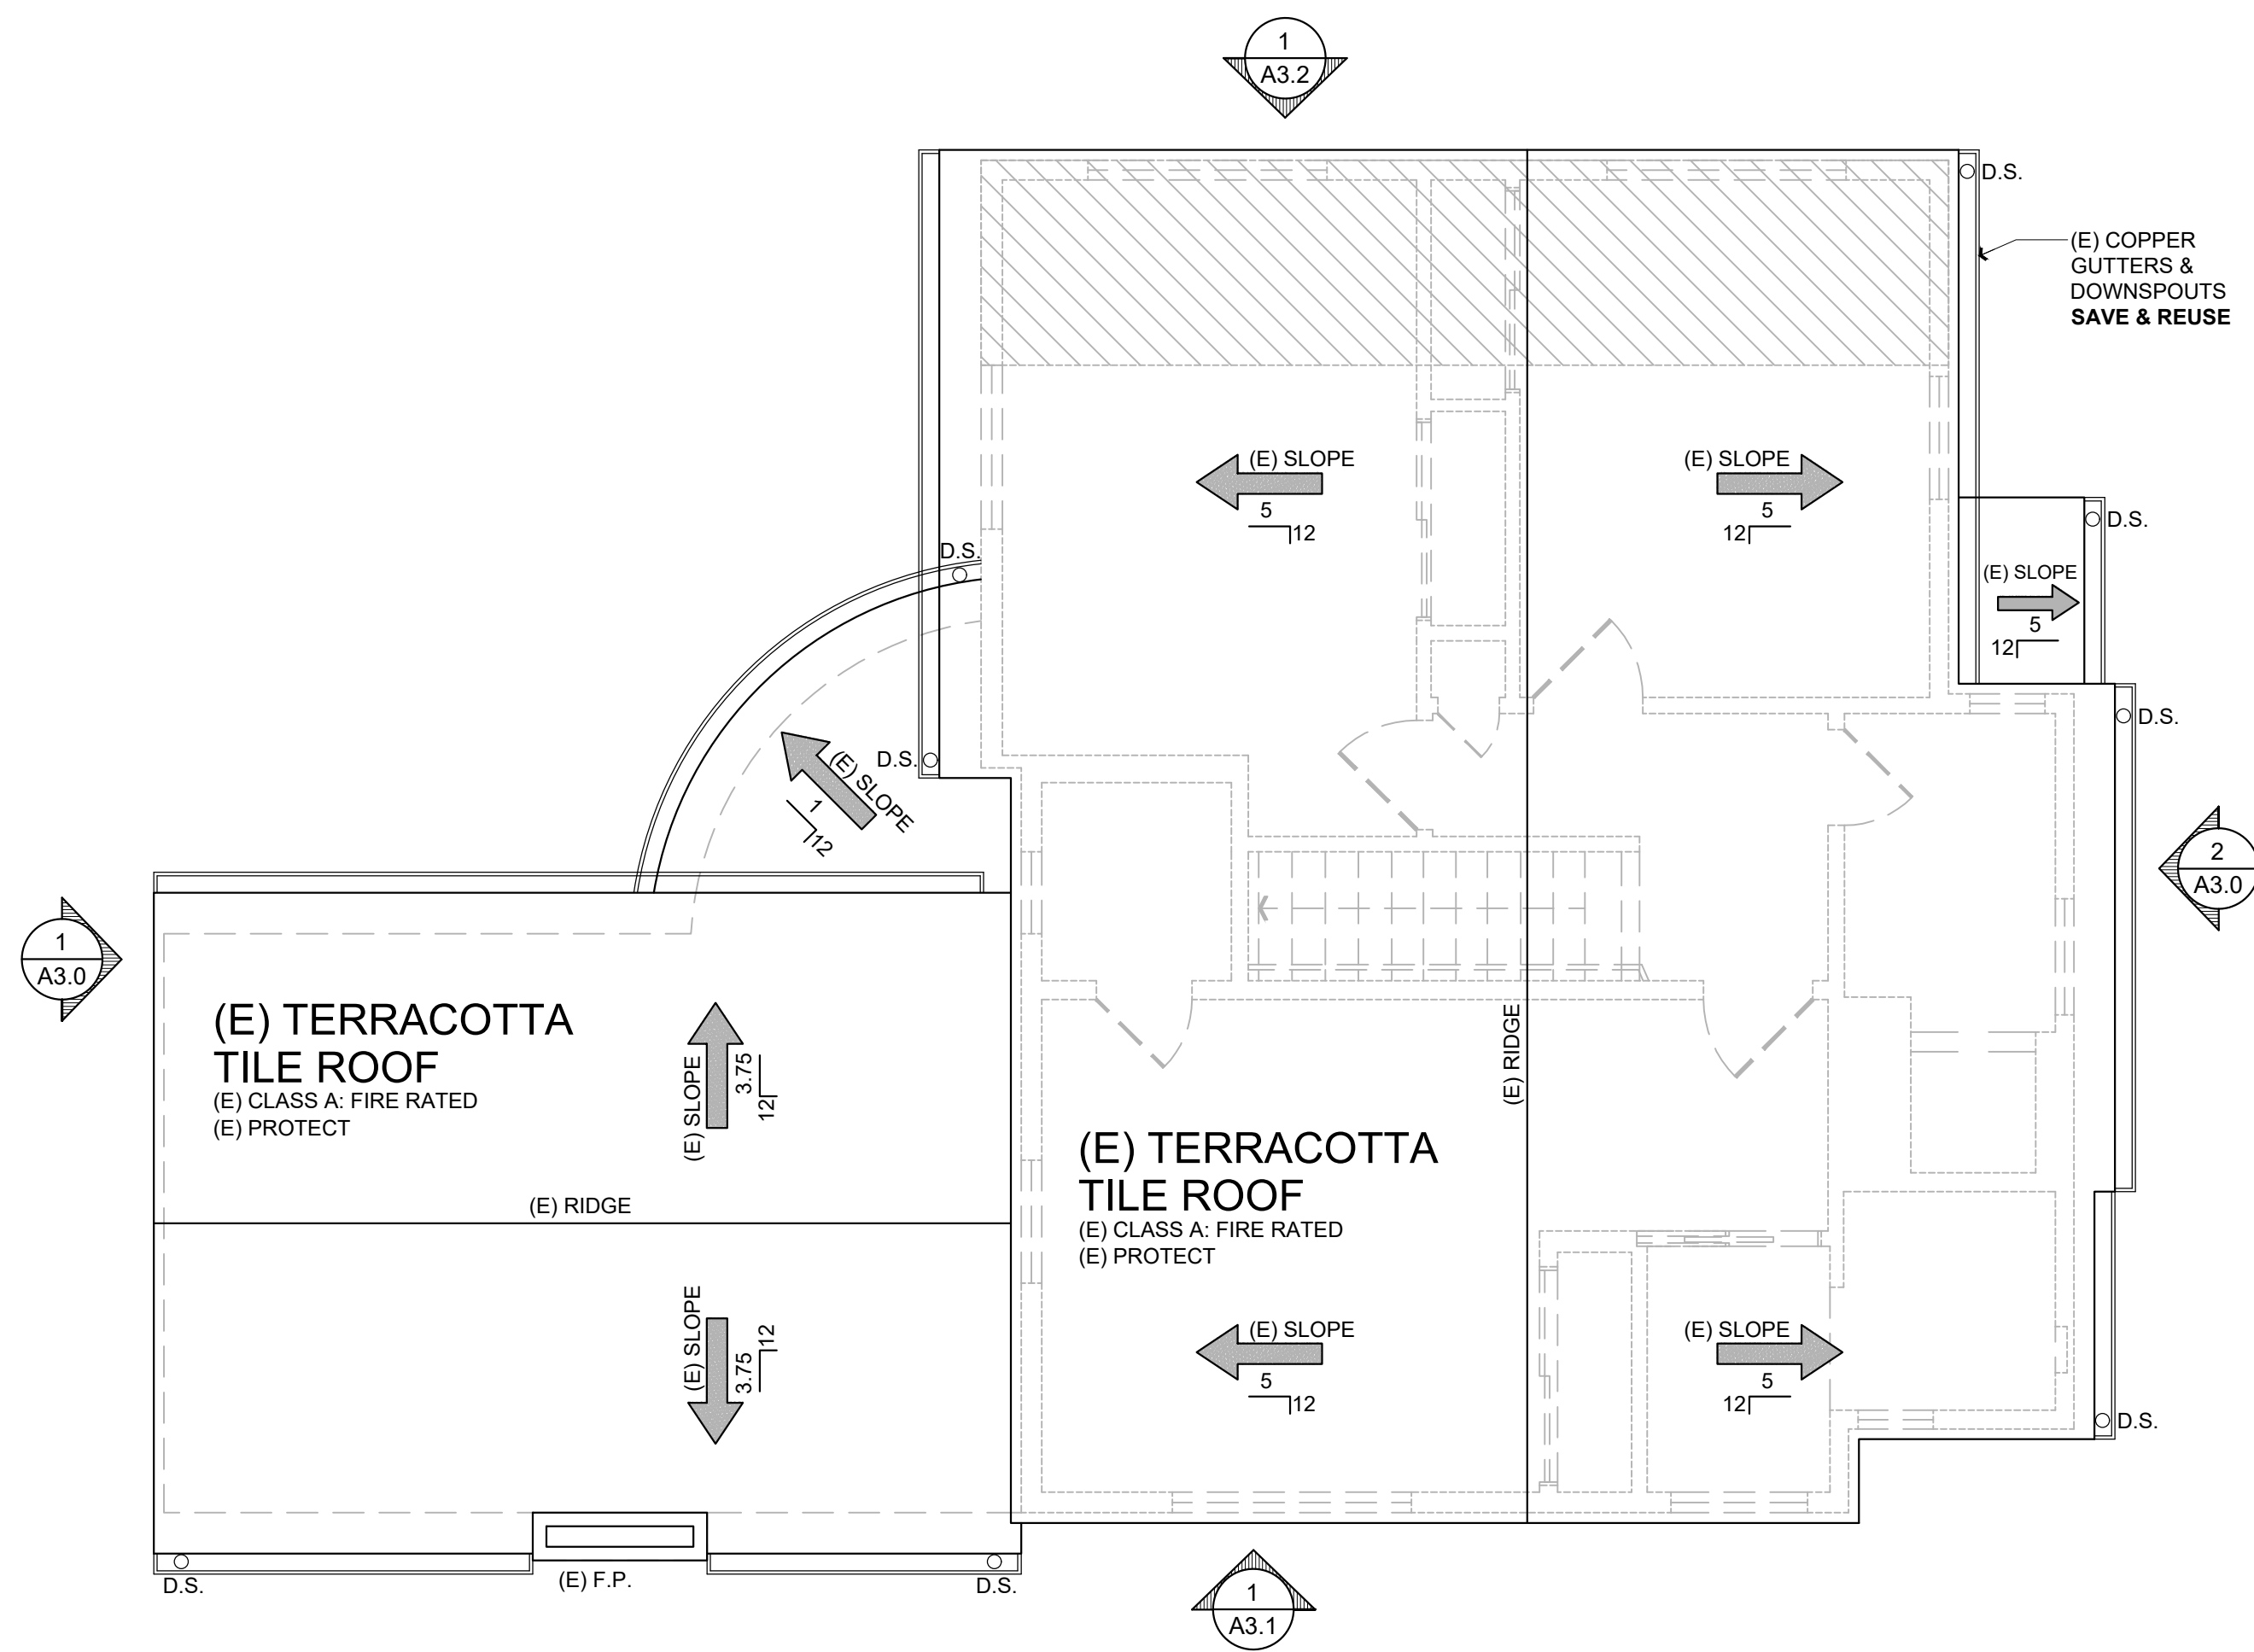 1
A3.2
D.S.
(E) COPPER
GUTTERS &
DOWNSPOUTS
SAVE & REUSE
(E) SLOPE
5
12
(E) SLOPE
5
12
D.S.
D.S.
(E) SLOPE
5
12
D.S.
D.S.
(E) SLOPE
1
12
2
A3.0
1
A3.0
(E) TERRACOTTA
TILE ROOF
(E) CLASS A: FIRE RATED
(E) PROTECT
(E) SLOPE
3.75
12
(E) RIDGE
(E) RIDGE
(E) TERRACOTTA
TILE ROOF
(E) CLASS A: FIRE RATED
(E) PROTECT
(E) SLOPE
3.75
12
(E) SLOPE
5
12
(E) SLOPE
5
12
D.S.
D.S.
(E) F.P.
D.S.
1
A3.1